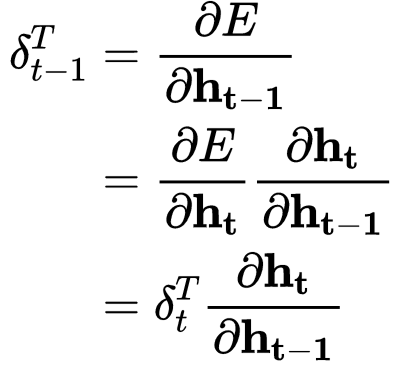 δ_{t−1}^T = ∂E / ∂𝐡_{𝐭−𝟏}
= ∂E / ∂𝐡_𝐭 ∂𝐡_𝐭 / ∂𝐡_{𝐭−𝟏}
= δ_t^T ∂𝐡_𝐭 / ∂𝐡_{𝐭−𝟏}